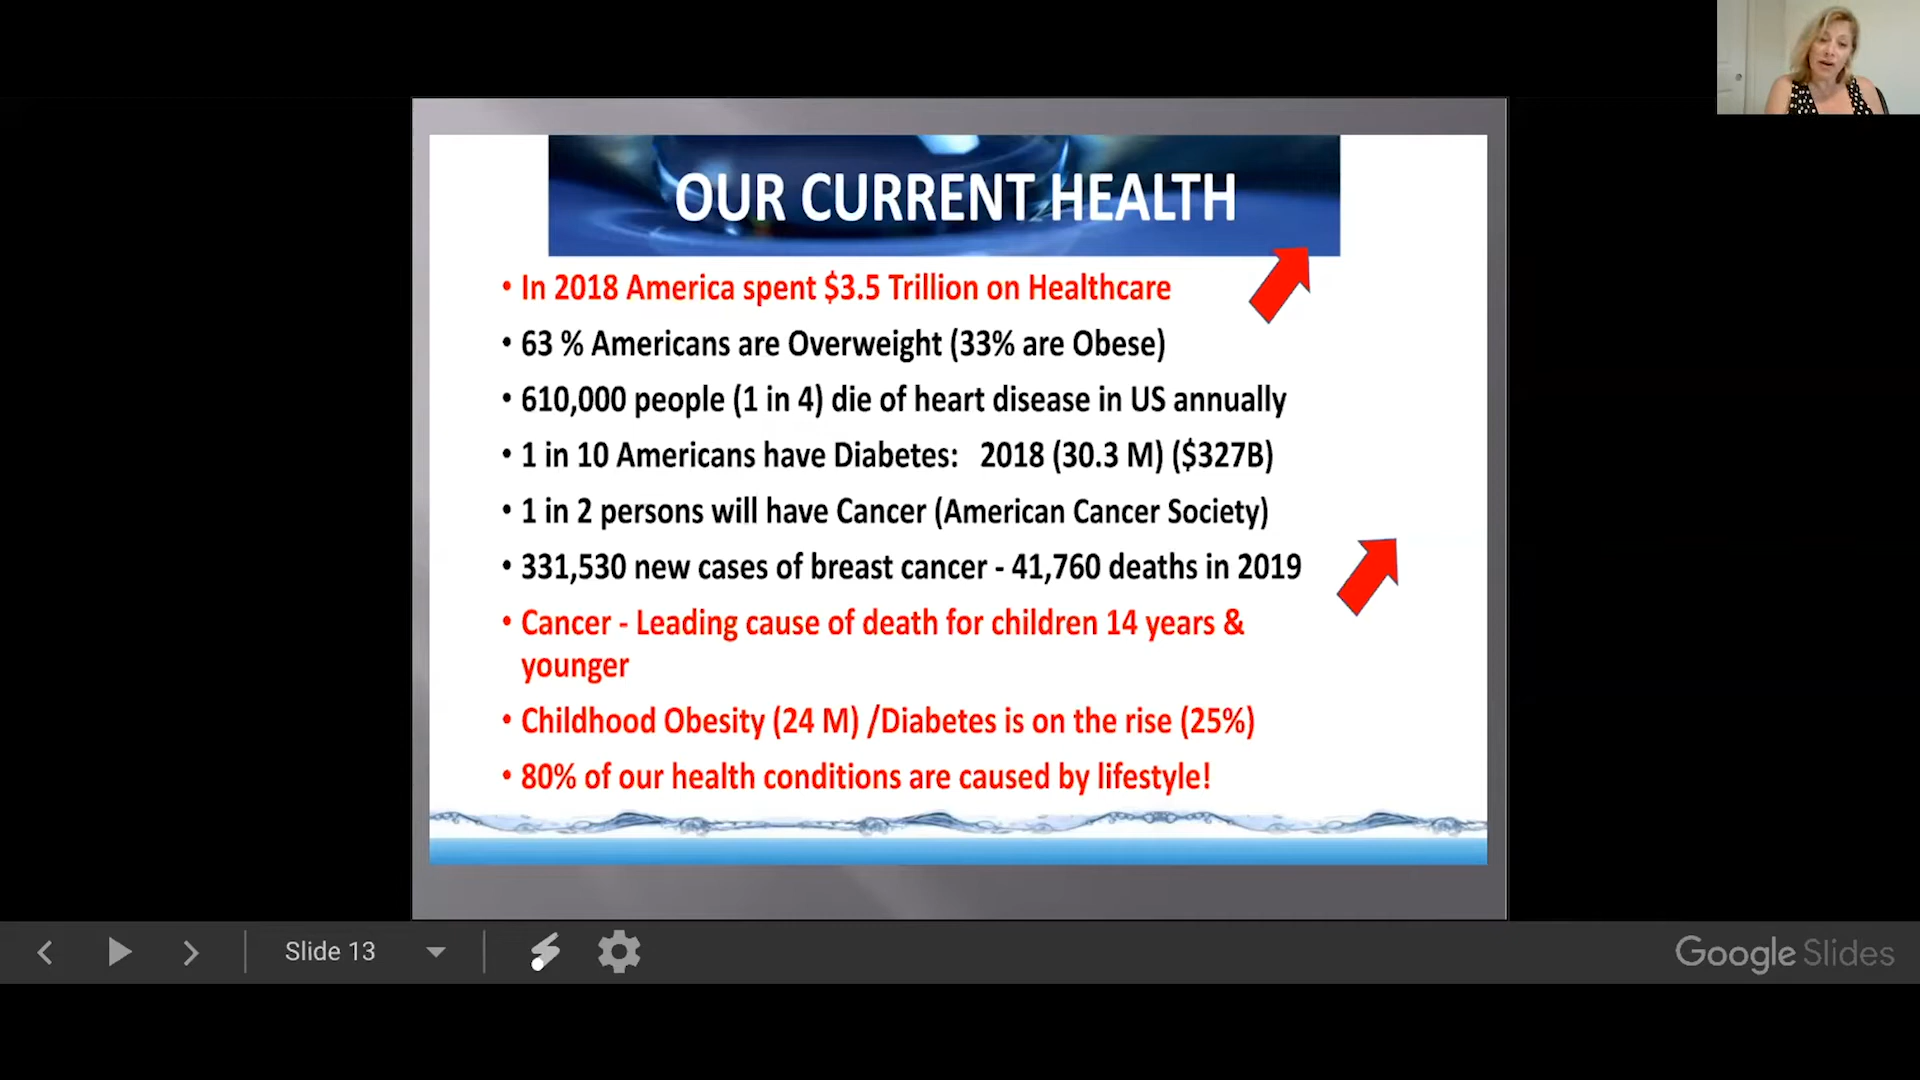 OUR CURRENT HEALTH
• In 2018 America spent $3.5 Trillion on Healthcare
• 63 % Americans are Overweight (33% are Obese)
• 610,000 people (1 in 4) die of heart disease in US annually
• 1 in 10 Americans have Diabetes: 2018 (30.3 M) ($327B)
• 1 in 2 persons will have Cancer (American Cancer Society)
• 331,530 new cases of breast cancer - 41,760 deaths in 2019
• Cancer - Leading cause of death for children 14 years &
younger
• Childhood Obesity (24 M) /Diabetes is on the rise (25%)
• 80% of our health conditions are caused by lifestyle!
Slide 13
Google Slides